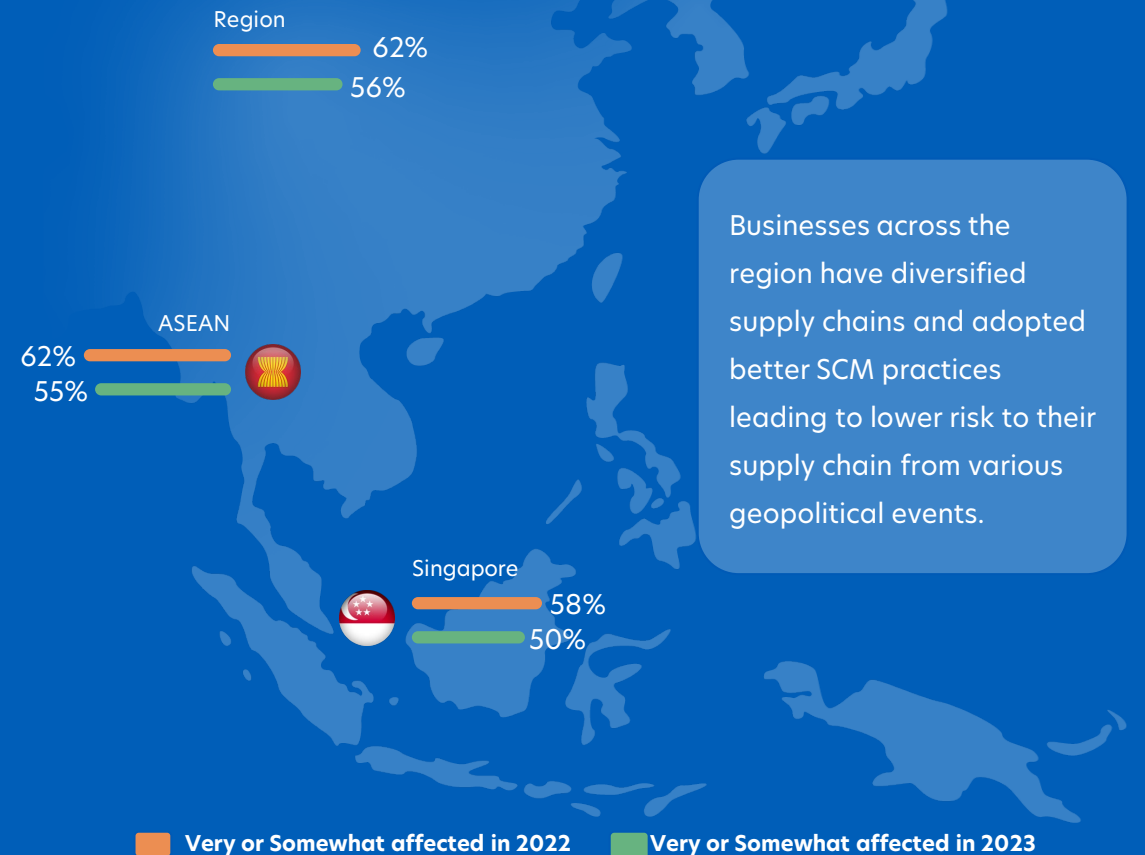 Region
62%
56%
ASEAN
62%
55%
Singapore
58%
50%
Businesses across the
region have diversified
supply chains and adopted
better SCM practices
leading to lower risk to their
supply chain from various
geopolitical events.
Very or Somewhat affected in 2022
Very or Somewhat affected in 2023